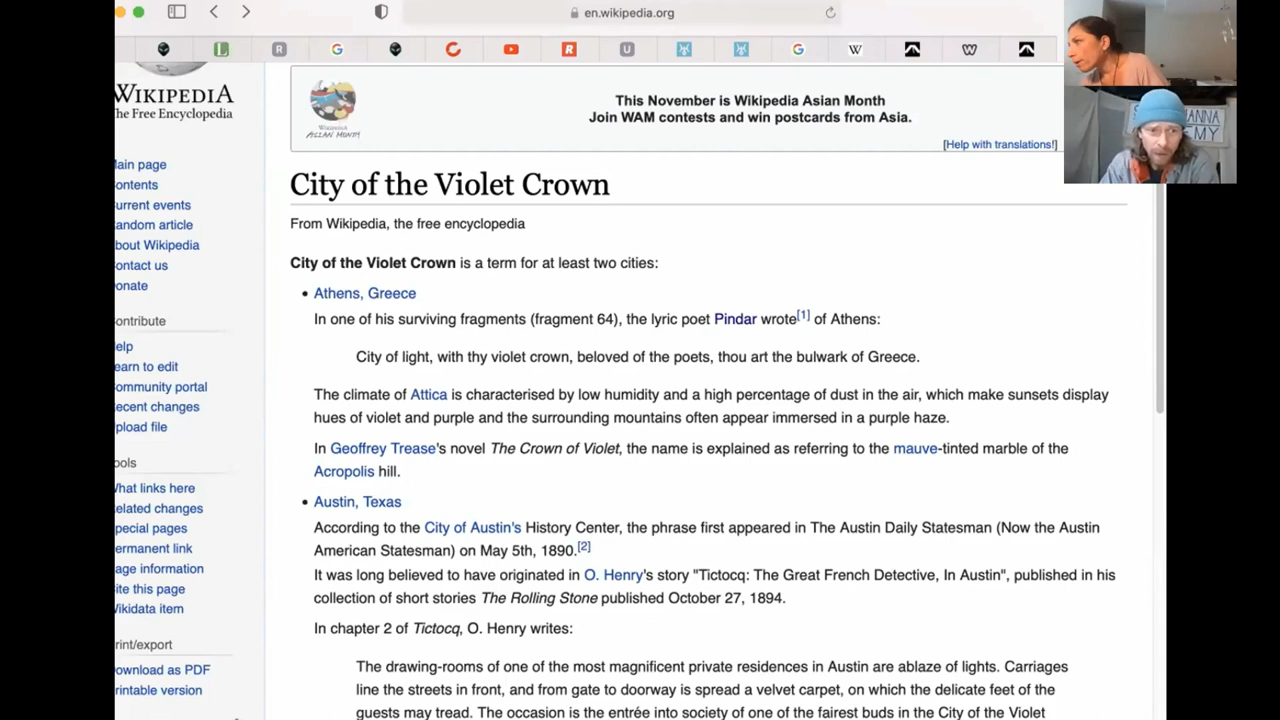 en.wikipedia.org
WIKIPEDIA
he Free Encyclopedia
WIKIPEDIA
ASIAN MONTH
This November is Wikipedia Asian Month
Join WAM contests and win postcards from Asia.
[Help with translations!]
ain page
ontents
urrent events
andom article
bout Wikipedia
ontact us
onate
ontribute
elp
earn to edit
ommunity portal
ecent changes
pload file
ools
hat links here
elated changes
pecial pages
ermanent link
age information
ite this page
ikidata item
rint/export
ownload as PDF
rintable version
City of the Violet Crown
From Wikipedia, the free encyclopedia
City of the Violet Crown is a term for at least two cities:
• Athens, Greece
In one of his surviving fragments (fragment 64), the lyric poet Pindar wrote[1] of Athens:
City of light, with thy violet crown, beloved of the poets, thou art the bulwark of Greece.
The climate of Attica is characterised by low humidity and a high percentage of dust in the air, which make sunsets display
hues of violet and purple and the surrounding mountains often appear immersed in a purple haze.
In Geoffrey Trease's novel The Crown of Violet, the name is explained as referring to the mauve-tinted marble of the
Acropolis hill.
• Austin, Texas
According to the City of Austin's History Center, the phrase first appeared in The Austin Daily Statesman (Now the Austin
American Statesman) on May 5th, 1890.[2]
It was long believed to have originated in O. Henry's story "Tictocq: The Great French Detective, In Austin", published in his
collection of short stories The Rolling Stone published October 27, 1894.
In chapter 2 of Tictocq, O. Henry writes:
The drawing-rooms of one of the most magnificent private residences in Austin are ablaze of lights. Carriages
line the streets in front, and from gate to doorway is spread a velvet carpet, on which the delicate feet of the
guests may tread. The occasion is the entrée into society of one of the fairest buds in the City of the Violet